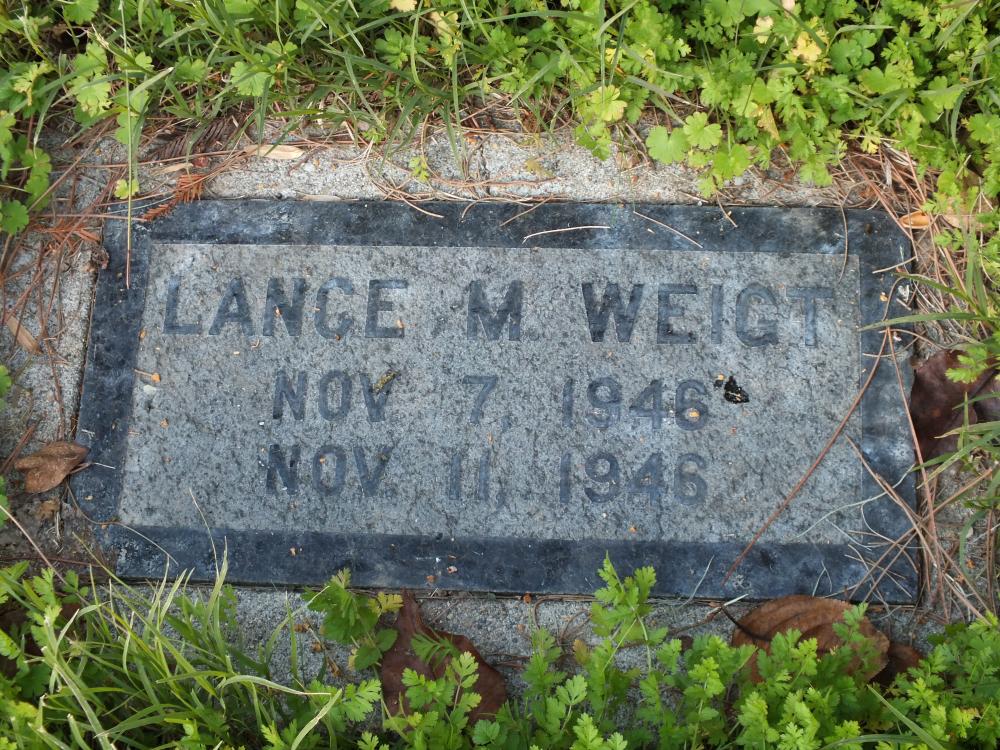 LANCE M. WEIGT
NOV. 7, 1946
NOV. 11, 1946